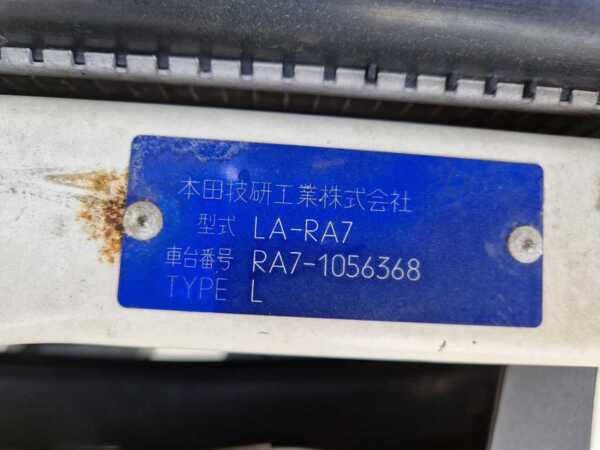 本田技研工業株式会社
型式 LA-RA7
車台番号 RA7-1056368
TYPE L